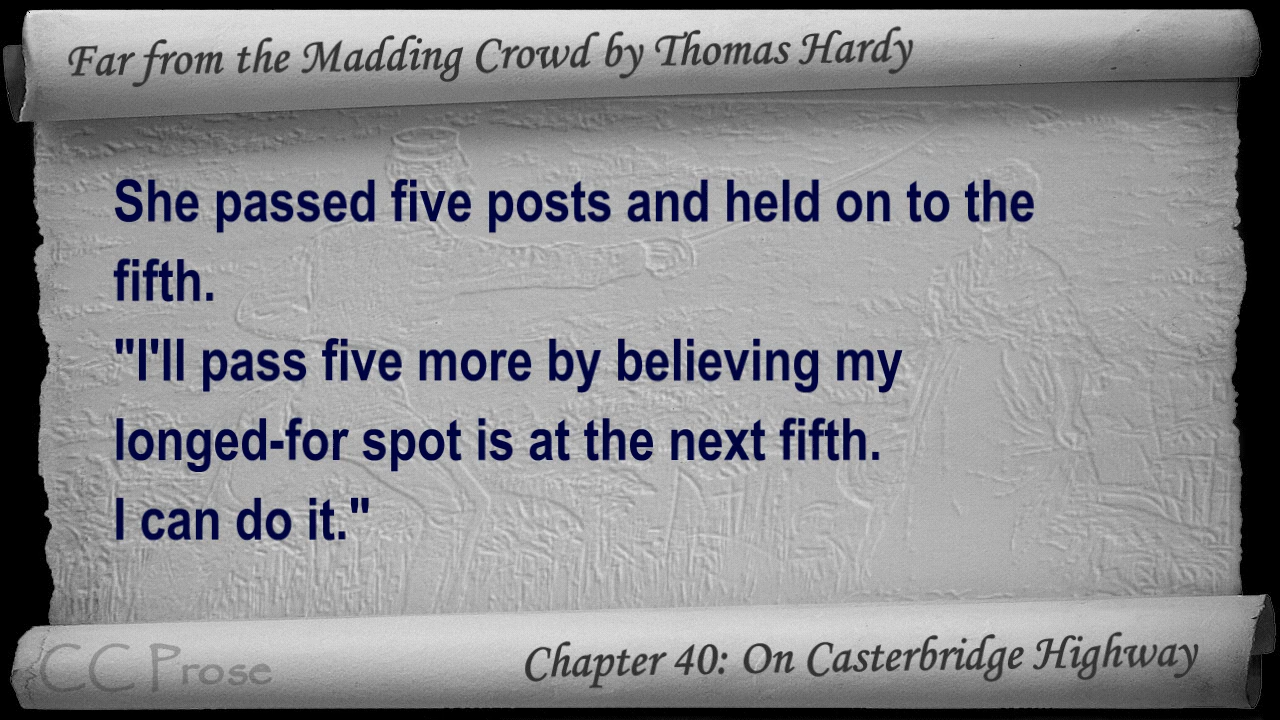 Far from the Madding Crowd by Thomas Hardy
She passed five posts and held on to the
fifth.
"I'll pass five more by believing my
longed-for spot is at the next fifth.
I can do it."
CC Prose
Chapter 40: On Casterbridge Highway